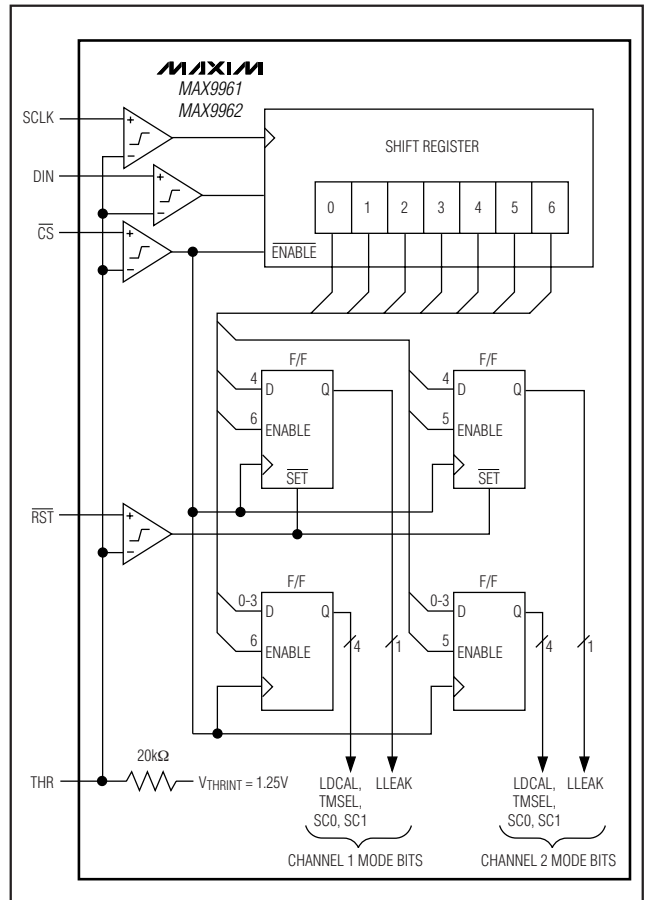 MAXIM
MAX9961
MAX9962
SCLK
SHIFT REGISTER
DIN
0 1 2 3 4 5 6
CS
ENABLE
F/F F/F
4 D Q 4 D Q
6 ENABLE 5 ENABLE
SET SET
RST
F/F F/F
0-3 D Q 0-3 D Q
6 ENABLE 4 1 5 ENABLE 4 1
20kΩ
THR VTHRINT = 1.25V
LDCAL, LLEAK LDCAL, LLEAK
TMSEL, TMSEL,
SC0, SC1 SC0, SC1
CHANNEL 1 MODE BITS CHANNEL 2 MODE BITS